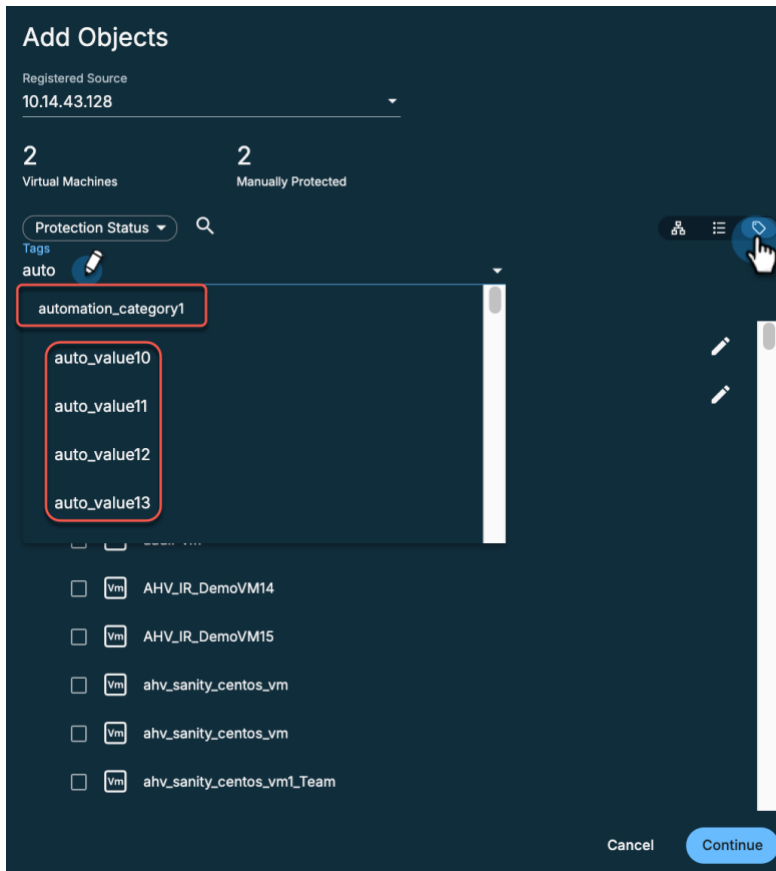 Add Objects
Registered Source
10.14.43.128
2
2
Virtual Machines
Manually Protected
Protection Status
Tags
auto
automation_category1
auto_value10
auto_value11
auto_value12
auto_value13
Vm AHV_IR_DemoVM14
Vm AHV_IR_DemoVM15
Vm ahv_sanity_centos_vm
Vm ahv_sanity_centos_vm
Vm ahv_sanity_centos_vm1_Team
Cancel
Continue